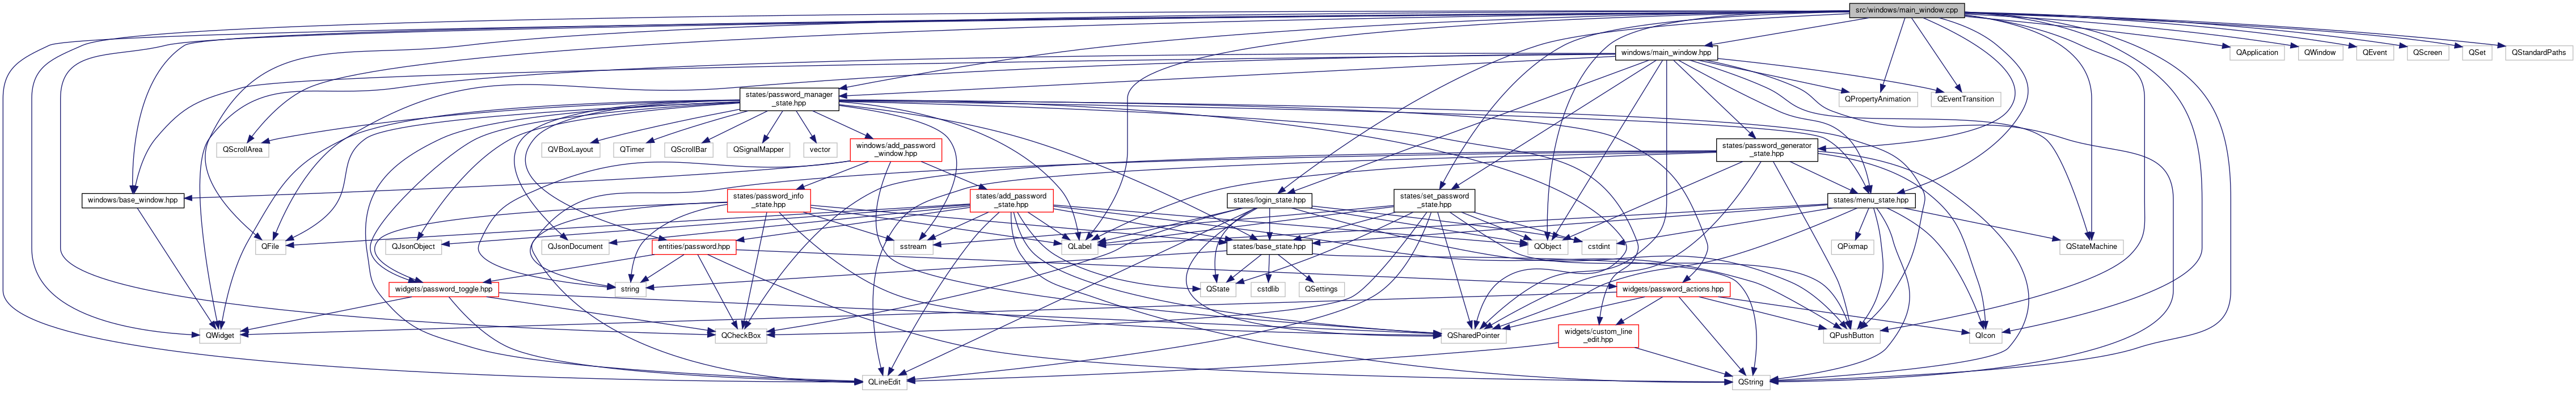 src/windows/main_window.cpp
windows/main_window.hpp
QApplication
QWindow
QEvent
QScreen
QSet
QStandardPaths
states/password_manager
_state.hpp
QPropertyAnimation
QEventTransition
QScrollArea
QVBoxLayout
QTimer
QScrollBar
QSignalMapper
vector
windows/add_password
_window.hpp
states/password_generator
_state.hpp
windows/base_window.hpp
states/password_info
_state.hpp
states/add_password
_state.hpp
states/login_state.hpp
states/set_password
_state.hpp
states/menu_state.hpp
QFile
QJsonObject
QJsonDocument
entities/password.hpp
sstream
QLabel
states/base_state.hpp
QObject
cstdint
QPixmap
QStateMachine
widgets/password_toggle.hpp
string
QState
cstdlib
QSettings
widgets/password_actions.hpp
QWidget
QCheckBox
QSharedPointer
widgets/custom_line
_edit.hpp
QPushButton
QIcon
QLineEdit
QString